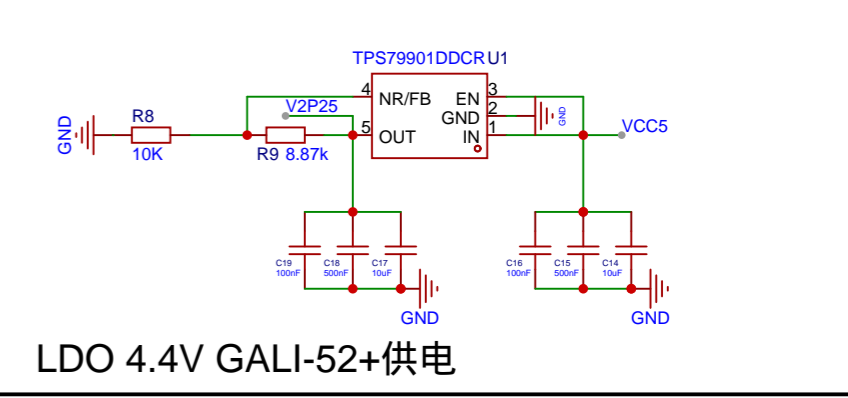 TPS79901DDCR U1
4 NR/FB EN 3
GND 2
5 OUT IN 1
GND
V2P25
VCC5
GND
R8
10K
R9 8.87k
C19
100nF
C18
500nF
C17
10uF
GND
C16
100nF
C15
500nF
C14
10uF
GND
LDO 4.4V GALI-52+供电